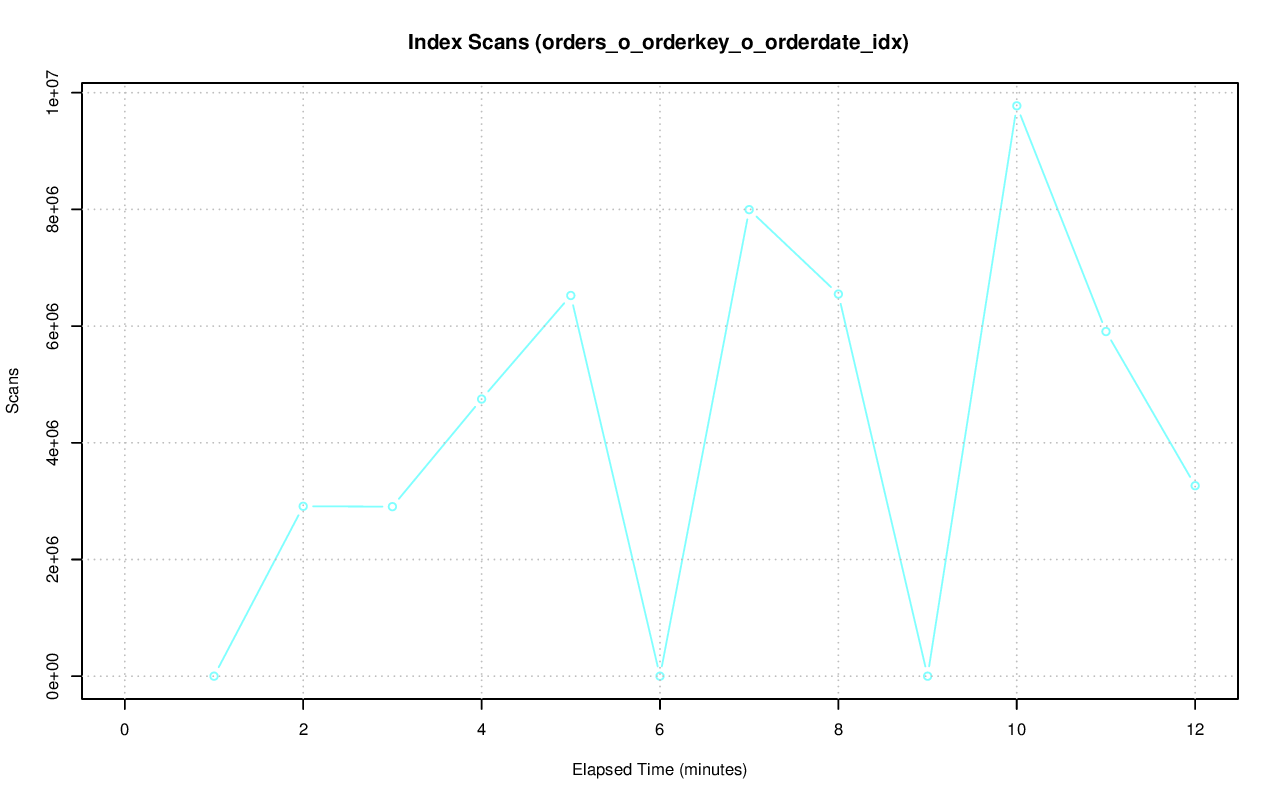 Index Scans (orders_o_orderkey_o_orderdate_idx)
1e+07
8e+06
6e+06
4e+06
2e+06
0e+00
Scans
0 2 4 6 8 10 12
Elapsed Time (minutes)